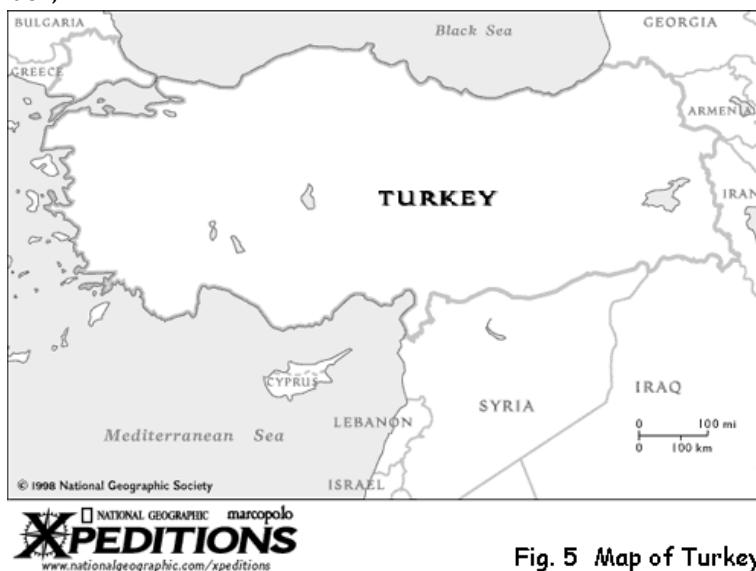 BULGARIA
Black Sea
GEORGIA
GREECE
ARMENIA
TURKEY
IRAN
CYPRUS
SYRIA
IRAQ
LEBANON
0 100 mi
0 100 km
Mediterranean Sea
© 1998 National Geographic Society
ISRAEL
NATIONAL GEOGRAPHIC marcopolo
XPEDITIONS
www.nationalgeographic.com/xpeditions
Fig. 5 Map of Turkey